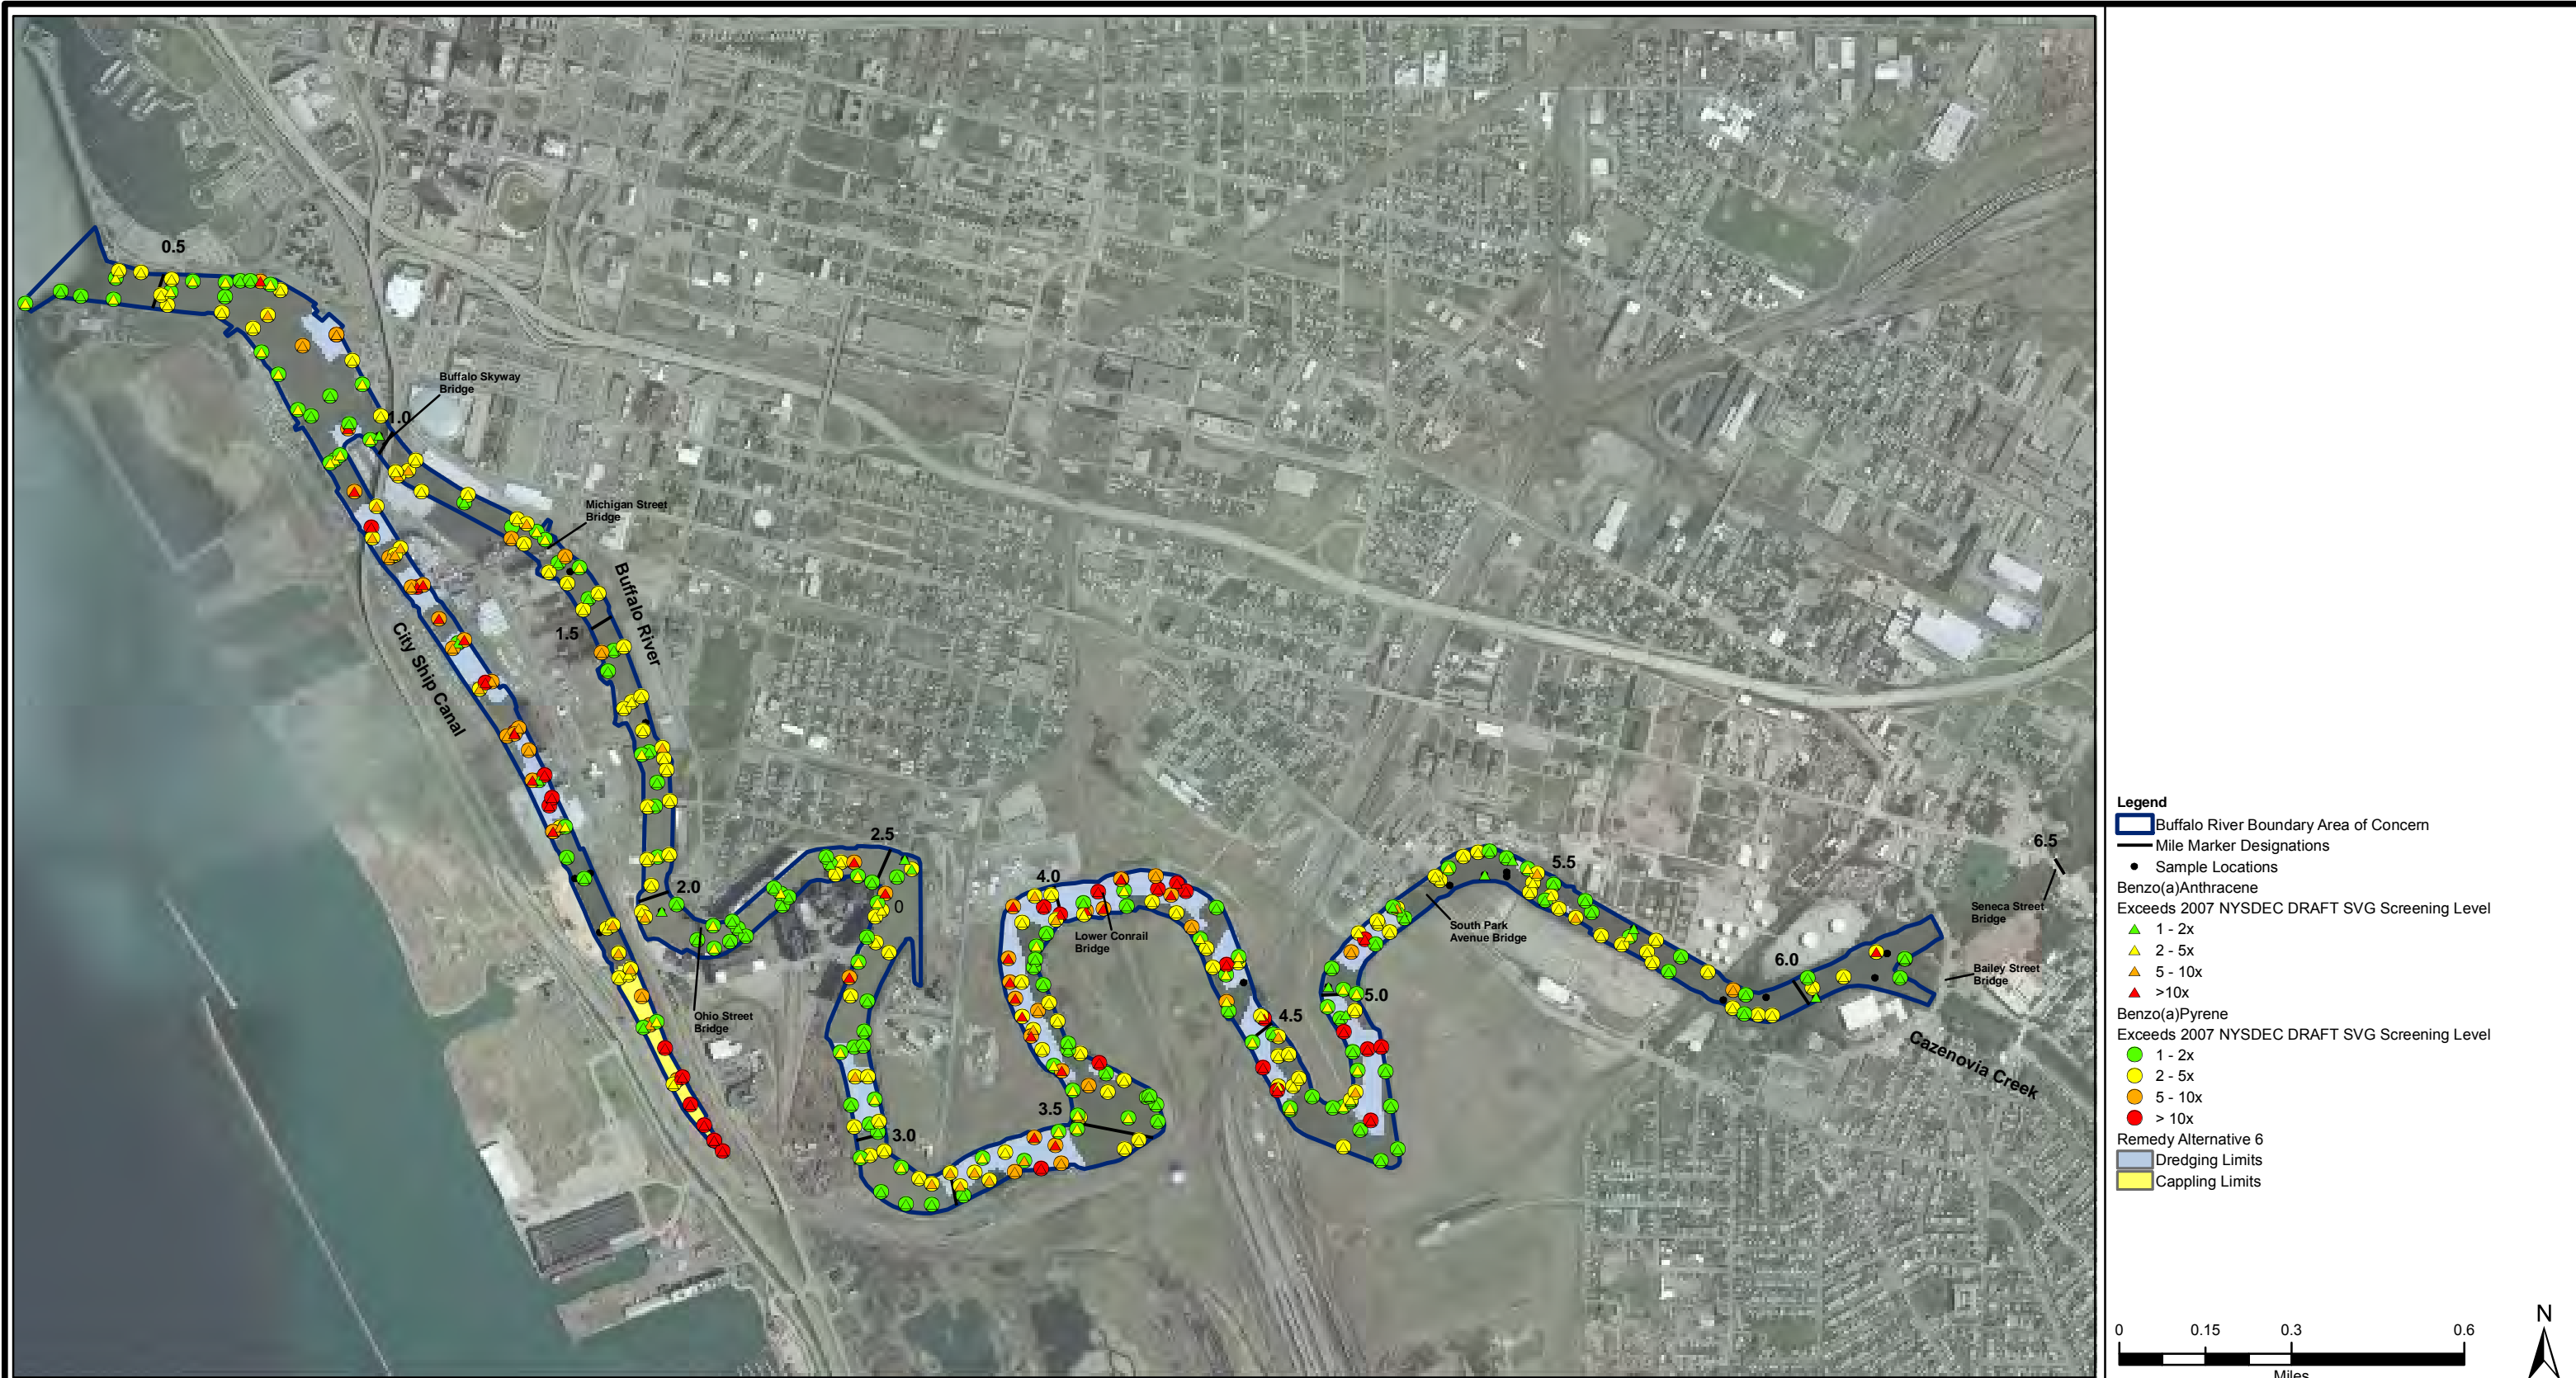 0.5
Buffalo Skyway
Bridge
1.0
Michigan Street
Bridge
Buffalo River
1.5
City Ship Canal
2.5
2.0
0
4.0
Lower Conrail
Bridge
Ohio Street
Bridge
3.5
3.0
4.5
5.0
South Park
Avenue Bridge
5.5
6.0
6.5
Seneca Street
Bridge
Bailey Street
Bridge
Cazenovia Creek
Legend
Buffalo River Boundary Area of Concern
Mile Marker Designations
Sample Locations
Benzo(a)Anthracene
Exceeds 2007 NYSDEC DRAFT SVG Screening Level
1 - 2x
2 - 5x
5 - 10x
>10x
Benzo(a)Pyrene
Exceeds 2007 NYSDEC DRAFT SVG Screening Level
1 - 2x
2 - 5x
5 - 10x
> 10x
Remedy Alternative 6
Dredging Limits
Cappling Limits
0 0.15 0.3 0.6
Miles
N